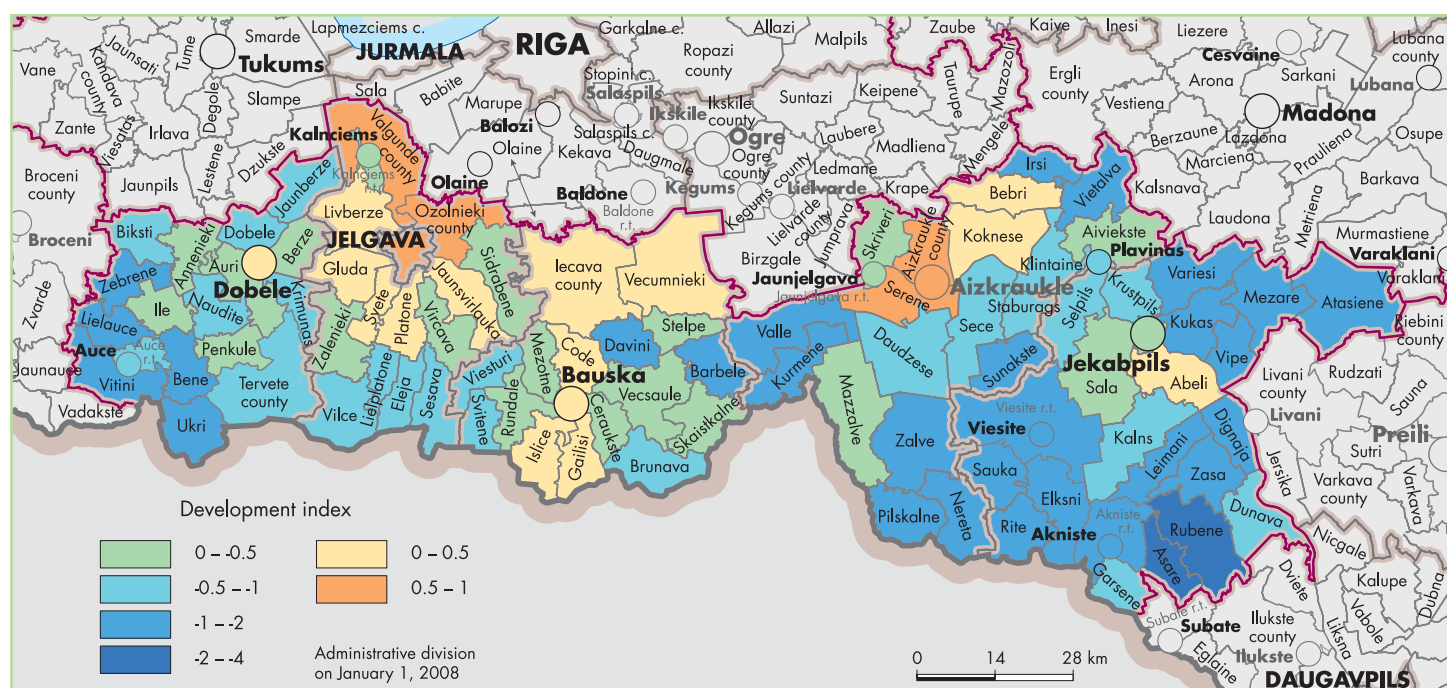 Smarde
Lapmezciems c.
JURMALA
RIGA
Garkalne c.
Ropazi
county
Allazi
Malpils
Zaube
Kaive
Inesi
Liezere
Cesvaine
Lubana
county
Vane
Kandava
county
Jaunsati
Tume
Tukums
Slampe
Sala
Babite
Marupe
Balozi
Olaine
Stopini c.
Salaspils
Ikskile
Ikskile
county
Salaspils c.
Kekava
Daugmale
Ogre
Ogre
county
Suntazi
Keipene
Taurupe
Mazozoli
Ergli
county
Vestiena
Arona
Sarkani
Lubana
Madona
Zante
Viesatas
Irlava
Lestene
Degole
Dzukste
Kalnciems
Kalnciems
r.t.
Valgunde
county
Olaine
Baldone
Baldone
r.t.
Kegums
Kegums county
Laubere
Madliena
Ledmane
Lielvarde
Lielvarde
county
Jumprava
Krape
Mengele
Irsi
Vietalva
Berzaune
Lazdona
Marciena
Prauliena
Osupe
Barkava
Kalsnava
Laudona
Metriena
Murmastiene
Varaklani
Varaklani
Broceni
county
Broceni
Jaunpils
Jaunberze
Biksti
Annenieki
Dobele
Berze
Livberze
JELGAVA
Ozolnieki
county
Sidrabene
Iecava
county
Vecumnieki
Birzgale
Jaunjelgava
Jaunjelgava r.t.
Skriveri
Aizkraukle
county
Aizkraukle
Serene
Bebri
Koknese
Klintaine
Aiviekste
Plavinas
Staburags
Krustpils
Variesi
Mezare
Atasiene
Riebini
county
Zvarde
Zebrene
Auri
Dobele
Gluda
Svete
Platone
Jaunsvirlauka
Ile
Naudite
Krimunas
Lielauce
Auce
Auce
r.t.
Penkule
Zalenieki
Vircava
Mezotne
Code
Davini
Stelpe
Barbele
Valle
Kurmene
Daudzese
Sece
Sunakste
Selpils
Jekabpils
Kukas
Vipe
Jaunauce
Vitini
Bene
Tervete
county
Vilce
Lielplatone
Eleja
Sesava
Viesturi
Svitene
Rundale
Bauska
Vecsaule
Ceraukste
Skaistkalne
Mazzalve
Sala
Abeli
Livani
county
Rudzati
Livani
Sauna
Preili
Vadakste
Ukri
Islice
Gailisi
Brunava
Zalve
Viesite r.t.
Viesite
Kalns
Leimani
Dignaja
Zasa
Sutri
Jersika
Varkava
county
Varkava
Sauka
Elksni
Pilskalne
Nereta
Rite
Akniste
Akniste
r.t.
Rubene
Asare
Dunava
Garsene
Nicgale
Dviete
Kalupe
Dubna
Vabole
Liksna
Subate r.t.
Subate
Ilukste
county
Ilukste
Eglaine
DAUGAVPILS
Development index
0 – -0.5
-0.5 – -1
-1 – -2
-2 – -4
0 – 0.5
0.5 – 1
Administrative division
on January 1, 2008
0 14 28 km